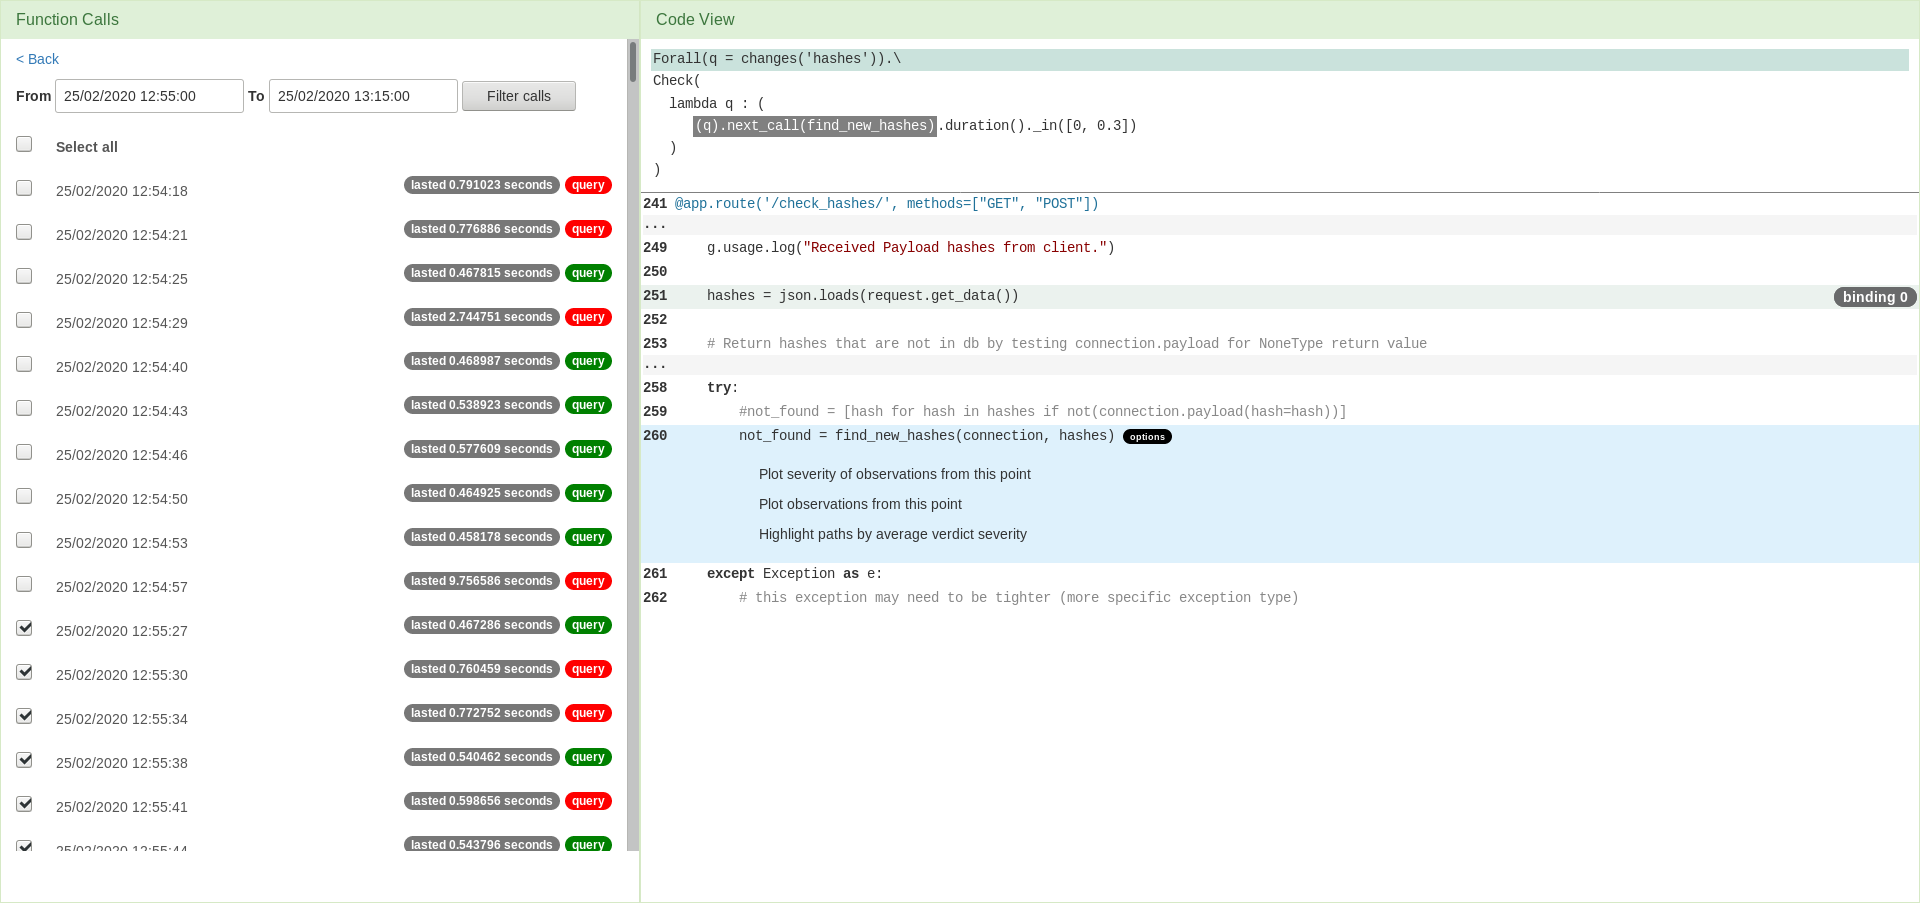 Function Calls
< Back
From 25/02/2020 12:55:00 To 25/02/2020 13:15:00 Filter calls
Select all
25/02/2020 12:54:18 lasted 0.791023 seconds query
25/02/2020 12:54:21 lasted 0.776886 seconds query
25/02/2020 12:54:25 lasted 0.467815 seconds query
25/02/2020 12:54:29 lasted 2.744751 seconds query
25/02/2020 12:54:40 lasted 0.468987 seconds query
25/02/2020 12:54:43 lasted 0.538923 seconds query
25/02/2020 12:54:46 lasted 0.577609 seconds query
25/02/2020 12:54:50 lasted 0.464925 seconds query
25/02/2020 12:54:53 lasted 0.458178 seconds query
25/02/2020 12:54:57 lasted 9.756586 seconds query
25/02/2020 12:55:27 lasted 0.467286 seconds query
25/02/2020 12:55:30 lasted 0.760459 seconds query
25/02/2020 12:55:34 lasted 0.772752 seconds query
25/02/2020 12:55:38 lasted 0.540462 seconds query
25/02/2020 12:55:41 lasted 0.598656 seconds query
25/02/2020 12:55:44 lasted 0.543796 seconds query
Code View
Forall(q = changes('hashes')).\
Check(
  lambda q : (
     (q).next_call(find_new_hashes).duration()._in([0, 0.3])
  )
)
241 @app.route('/check_hashes/', methods=["GET", "POST"])
...
249     g.usage.log("Received Payload hashes from client.")
250
251     hashes = json.loads(request.get_data()) binding 0
252
253     # Return hashes that are not in db by testing connection.payload for NoneType return value
...
258     try:
259         #not_found = [hash for hash in hashes if not(connection.payload(hash=hash))]
260         not_found = find_new_hashes(connection, hashes) options
Plot severity of observations from this point
Plot observations from this point
Highlight paths by average verdict severity
261     except Exception as e:
262         # this exception may need to be tighter (more specific exception type)